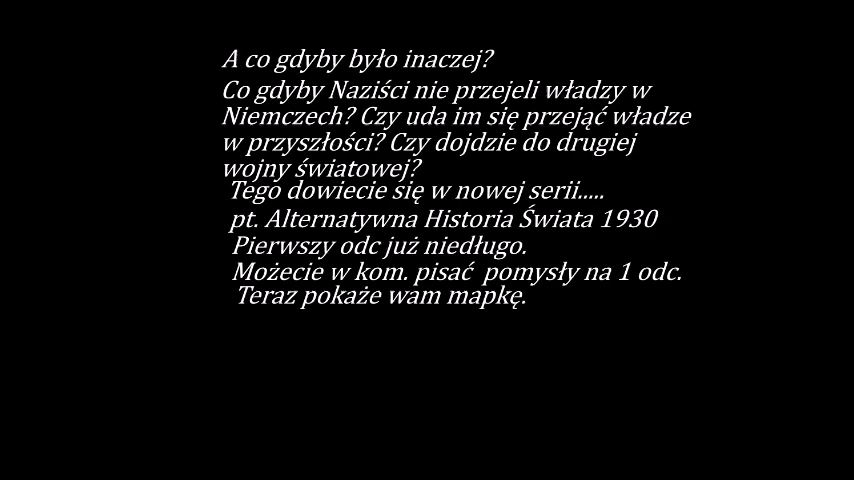 A co gdyby było inaczej?
Co gdyby Naziści nie przejeli władzy w
Niemczech? Czy uda im się przejąć władze
w przyszłości? Czy dojdzie do drugiej
wojny światowej?
Tego dowiecie się w nowej serii.....
pt. Alternatywna Historia Świata 1930
Pierwszy odc już niedługo.
Możecie w kom. pisać pomysły na 1 odc.
Teraz pokaże wam mapkę.